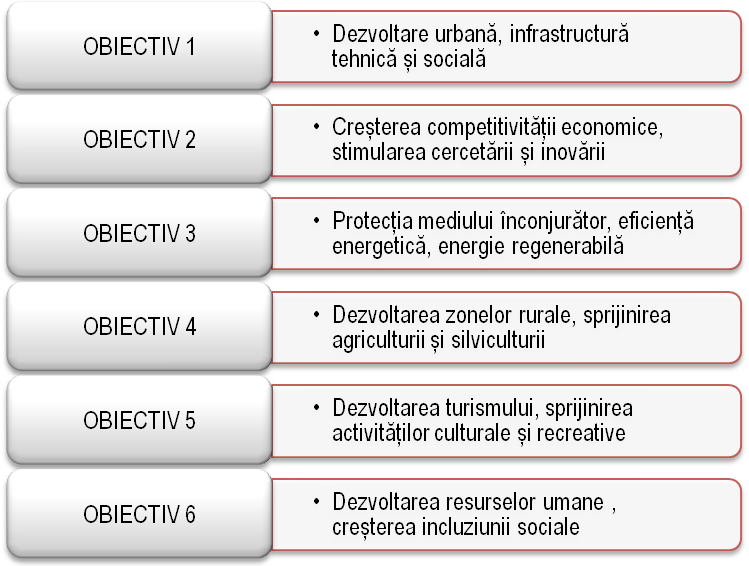 OBIECTIV 1
• Dezvoltare urbană, infrastructură
tehnică și socială
OBIECTIV 2
• Creșterea competitivității economice,
stimularea cercetării și inovării
OBIECTIV 3
• Protecția mediului înconjurător, eficiență
energetică, energie regenerabilă
OBIECTIV 4
• Dezvoltarea zonelor rurale, sprijinirea
agriculturii și silviculturii
OBIECTIV 5
• Dezvoltarea turismului, sprijinirea
activităților culturale și recreative
OBIECTIV 6
• Dezvoltarea resurselor umane ,
creșterea incluziunii sociale